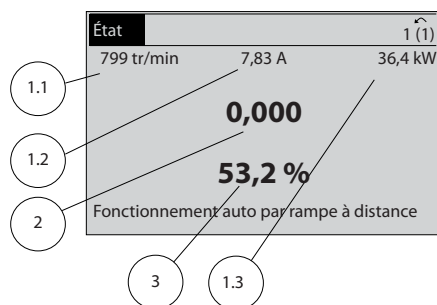 État
1 (1)
799 tr/min 7,83 A 36,4 kW
1.1
0,000
1.2
53,2 %
2
Fonctionnement auto par rampe à distance
3
1.3